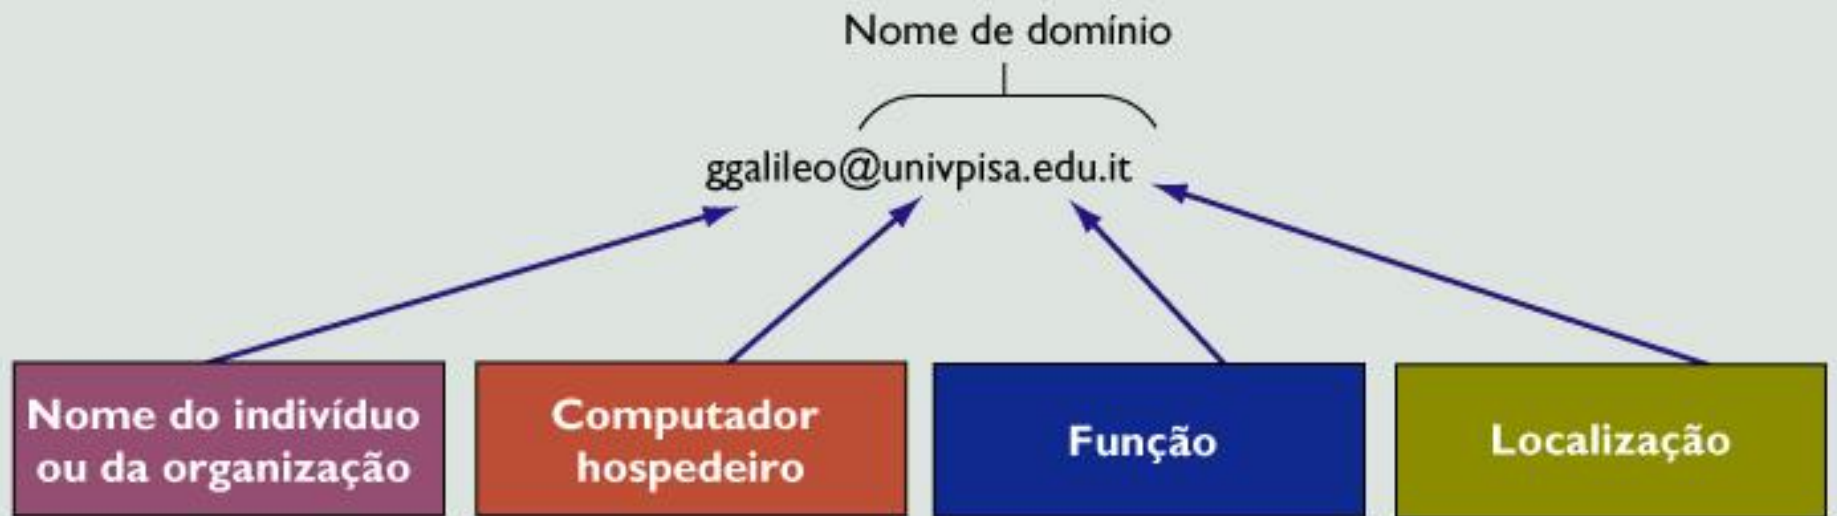 Nome de domínio
ggalileo@univpisa.edu.it
Nome do indivíduo
ou da organização
Computador
hospedeiro
Função
Localização